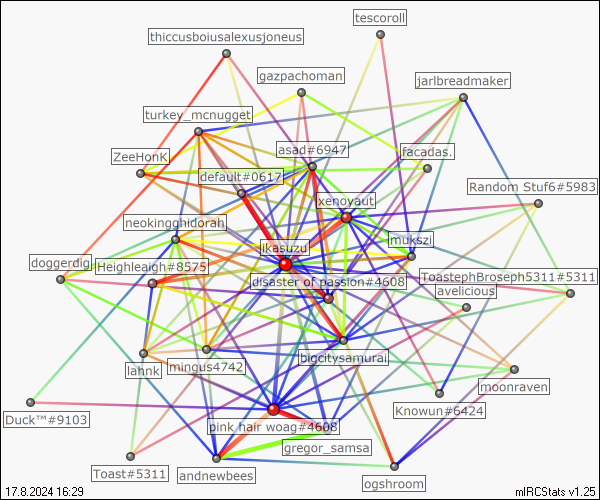 tescoroll
thiccusboiusalexusjoneus
gazpachoman
jarlbreadmaker
turkey_mcnugget
asad#6947
facadas.
ZeeHonK
default#0617
Random Stuf6#5983
xenoyaut
neokingghidorah
mukszi
ikasuzu
doggerdig
Heighleigh#8575
ToastephBroseph5311#5311
disaster of passion#4608
avelicious
bigcitysamurai
lahnk
mingus4742
moonraven
Duck™#9103
Knowun#6424
pink hair woag#4608
gregor_samsa
Toast#5311
andnewbees
ogshroom
17.8.2024 16:29
mIRCStats v1.25